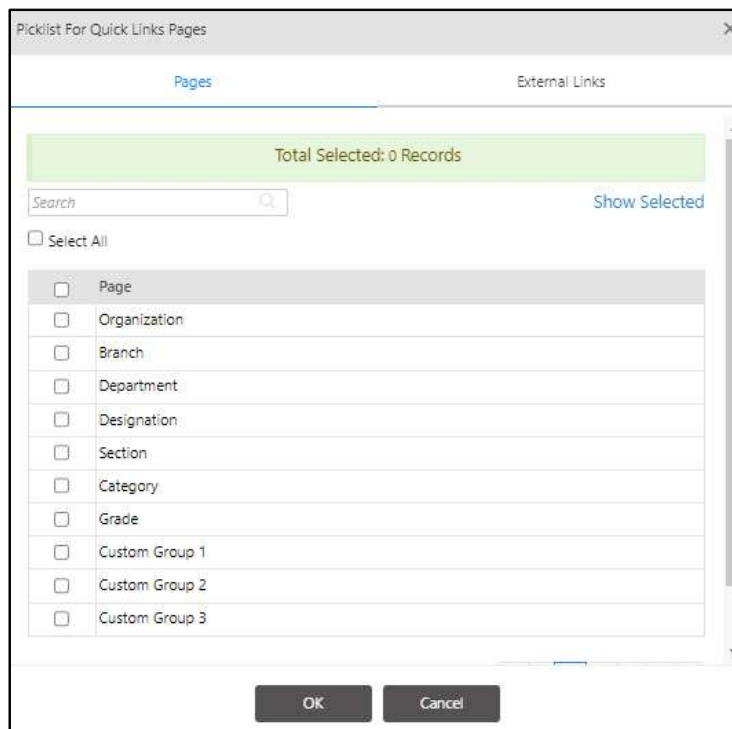 Picklist For Quick Links Pages
Pages External Links
Total Selected: 0 Records
Search Show Selected
Select All
Page
Organization
Branch
Department
Designation
Section
Category
Grade
Custom Group 1
Custom Group 2
Custom Group 3
OK Cancel